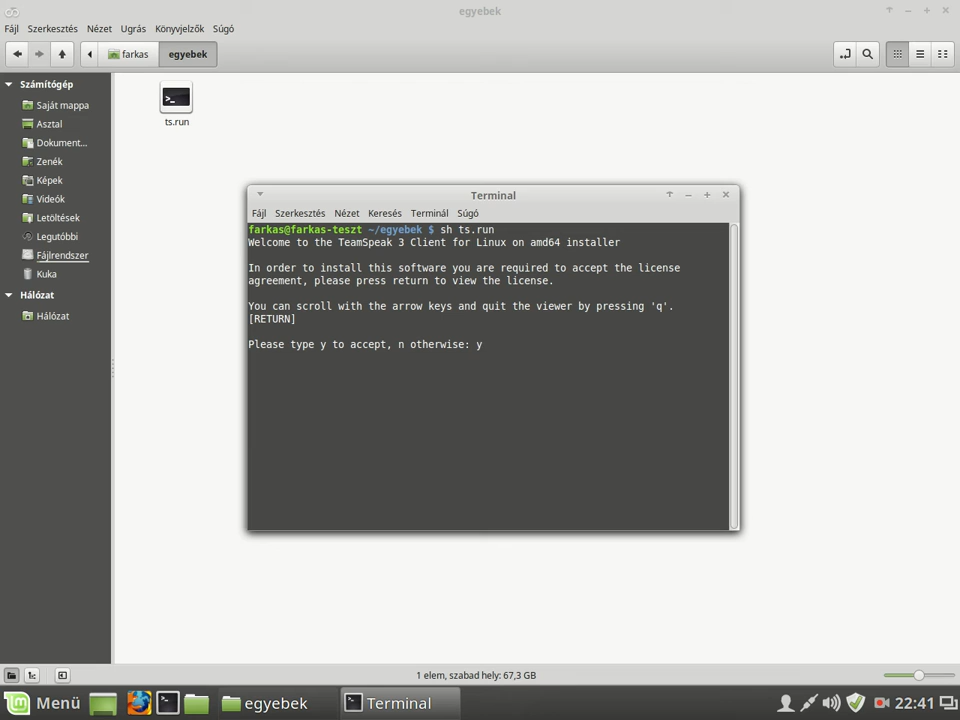 egyebek
Fájl Szerkesztés Nézet Ugrás Könyvjelzők Súgó
farkas egyebek
Számítógép
Saját mappa
Asztal
Dokument...
Zenék
Képek
Videók
Letöltések
Legutóbbi
Fájlrendszer
Kuka
Hálózat
Hálózat
ts.run
Terminal
Fájl Szerkesztés Nézet Keresés Terminál Súgó
farkas@farkas-teszt ~/egyebek $ sh ts.run
Welcome to the TeamSpeak 3 Client for Linux on amd64 installer
In order to install this software you are required to accept the license
agreement, please press return to view the license.
You can scroll with the arrow keys and quit the viewer by pressing 'q'.
[RETURN]
Please type y to accept, n otherwise: y
1 elem, szabad hely: 67,3 GB
Menü egyebek Terminal 22:41